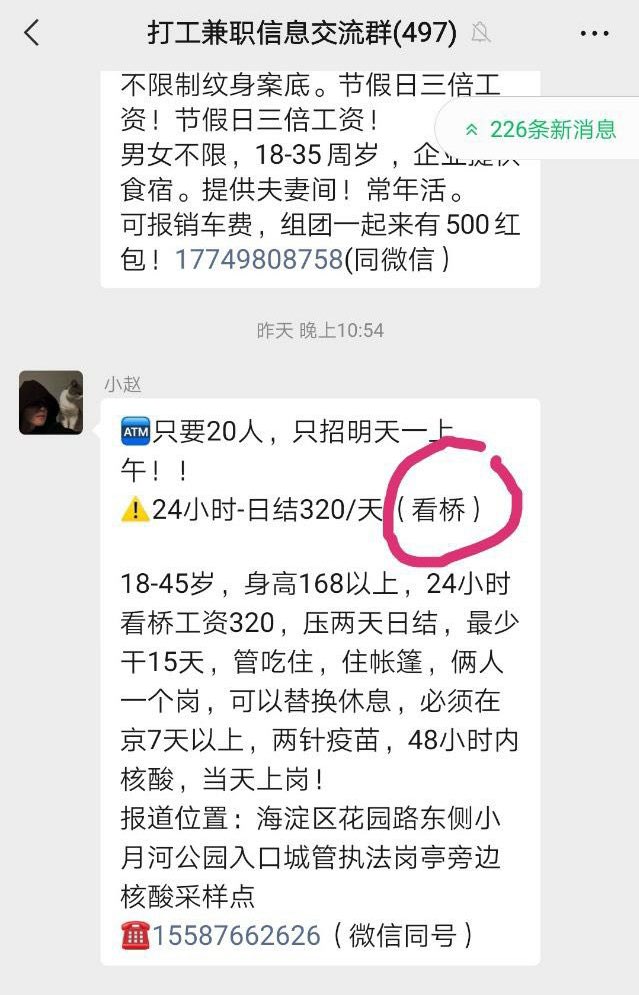 打工兼职信息交流群(497)
不限制纹身案底。节假日三倍工
资！节假日三倍工资！
226条新消息
男女不限，18-35周岁，企业提供
食宿。提供夫妻间！常年活。
可报销车费，组团一起来有500红
包！17749808758(同微信）
昨天 晚上10:54
小赵
ATM只要20人，只招明天一上
午！！
24小时-日结320/天（看桥）
18-45岁，身高168以上，24小时
看桥工资320，压两天日结，最少
干15天，管吃住，住帐篷，俩人
一个岗，可以替换休息，必须在
京7天以上，两针疫苗，48小时内
核酸，当天上岗！
报道位置：海淀区花园路东侧小
月河公园入口城管执法岗亭旁边
核酸采样点
15587662626（微信同号）